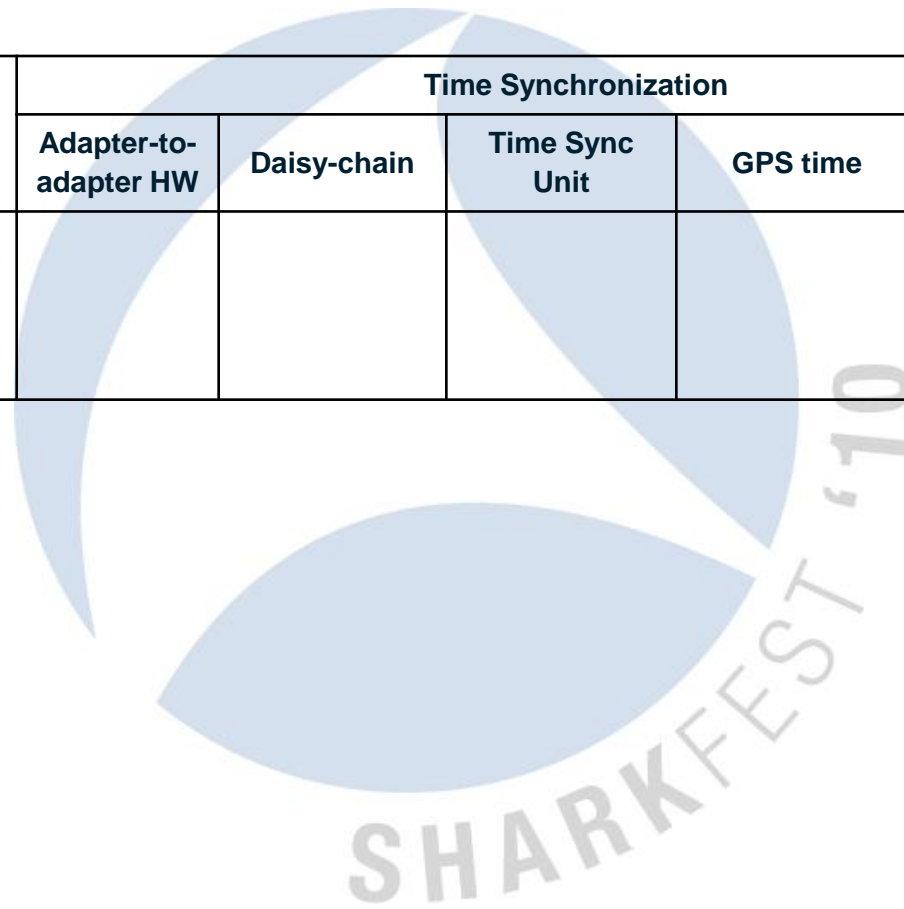 Time Synchronization
Adapter-to-
adapter HW
Daisy-chain
Time Sync
Unit
GPS time
SHARKFEST '10